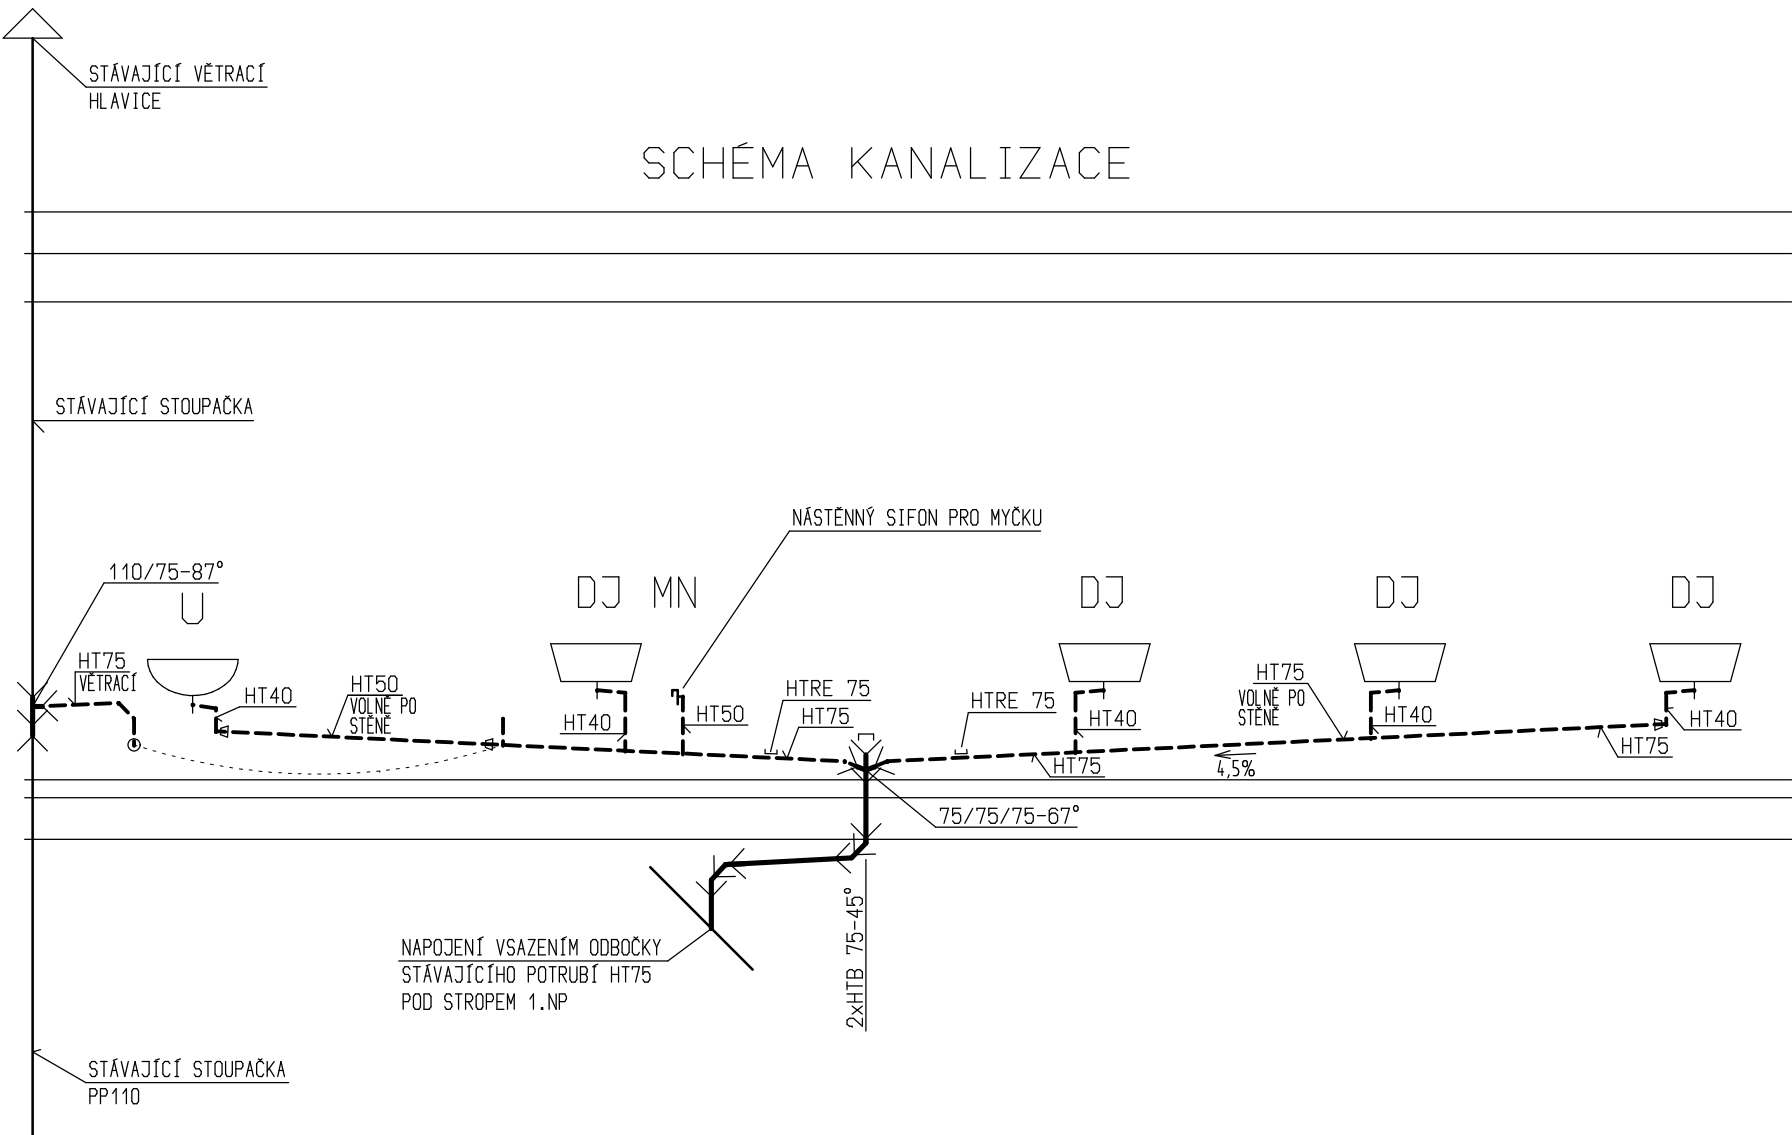 STÁVAJÍCÍ VĚTRACÍ
HLAVICE
SCHÉMA KANALIZACE
STÁVAJÍCÍ STOUPAČKA
NÁSTĚNNÝ SIFON PRO MYČKU
110/75-87°
U
DJ MN
DJ
DJ
DJ
HT75
VĚTRACÍ
HT40
HT50
VOLNĚ PO
STĚNĚ
HT40
HT50
HTRE 75
HT75
HTRE 75
HT40
HT75
4,5%
HT75
VOLNĚ PO
STĚNĚ
HT40
HT40
HT75
75/75/75-67°
2xHTB 75-45°
NAPOJENÍ VSAZENÍM ODBOČKY
STÁVAJÍCÍHO POTRUBÍ HT75
POD STROPEM 1.NP
STÁVAJÍCÍ STOUPAČKA
PP110